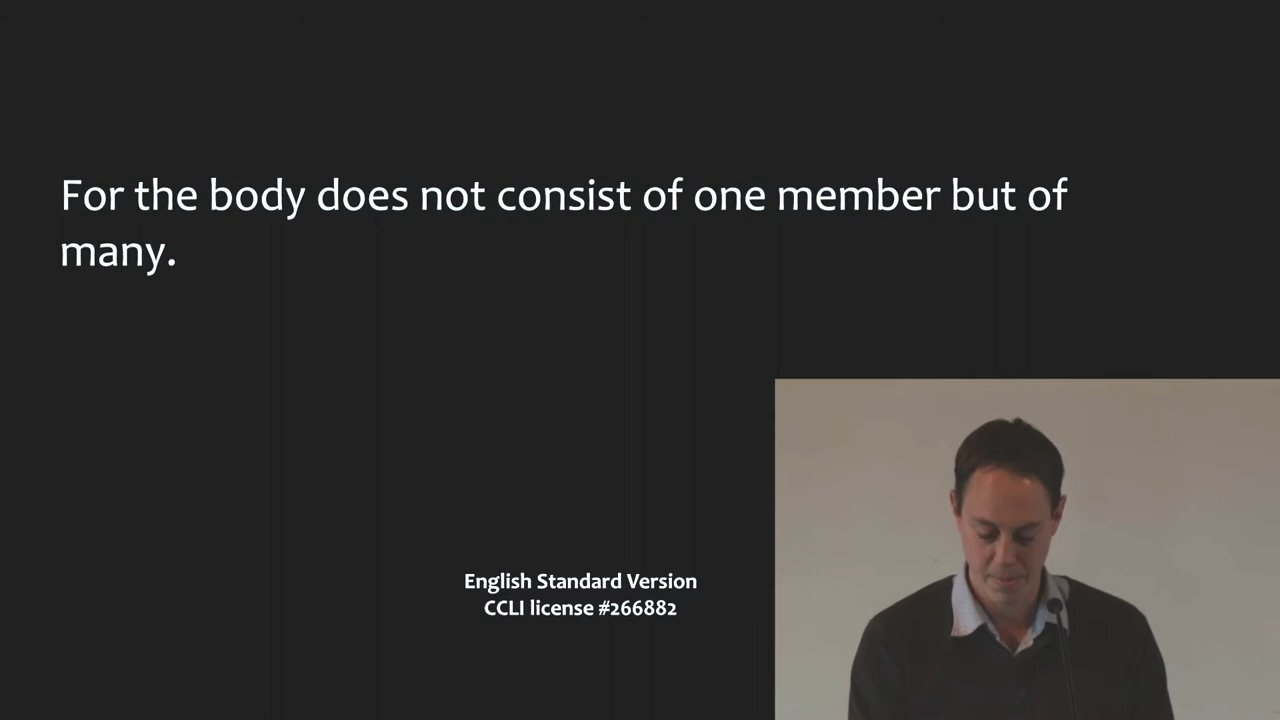 For the body does not consist of one member but of
many.
English Standard Version
CCLI license #266882